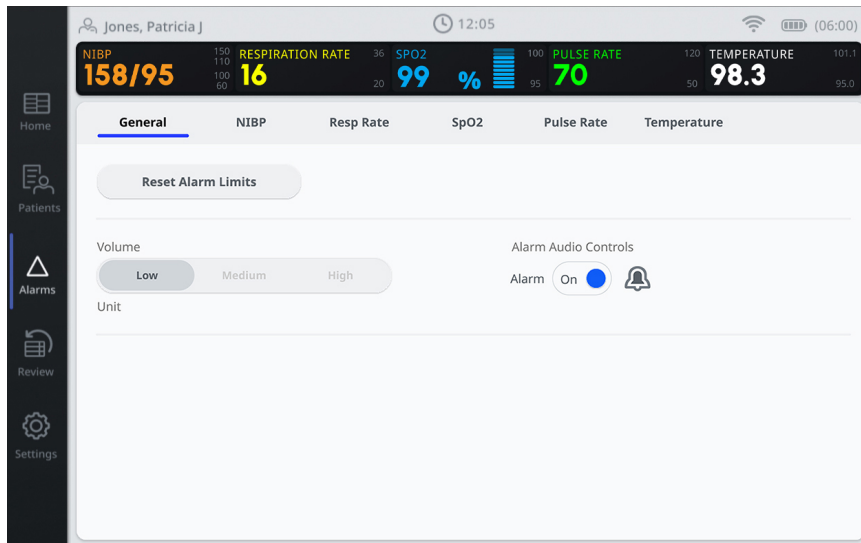 Jones, Patricia J
12:05
(06:00)
NIBP
158/95
150
110
100
60
RESPIRATION RATE
16
36
20
SPO2
99 %
100
95
PULSE RATE
70
120
50
TEMPERATURE
98.3
101.1
95.0
Home
Patients
Alarms
Review
Settings
General NIBP Resp Rate SpO2 Pulse Rate Temperature
Reset Alarm Limits
Volume
Low Medium High
Unit
Alarm Audio Controls
Alarm On